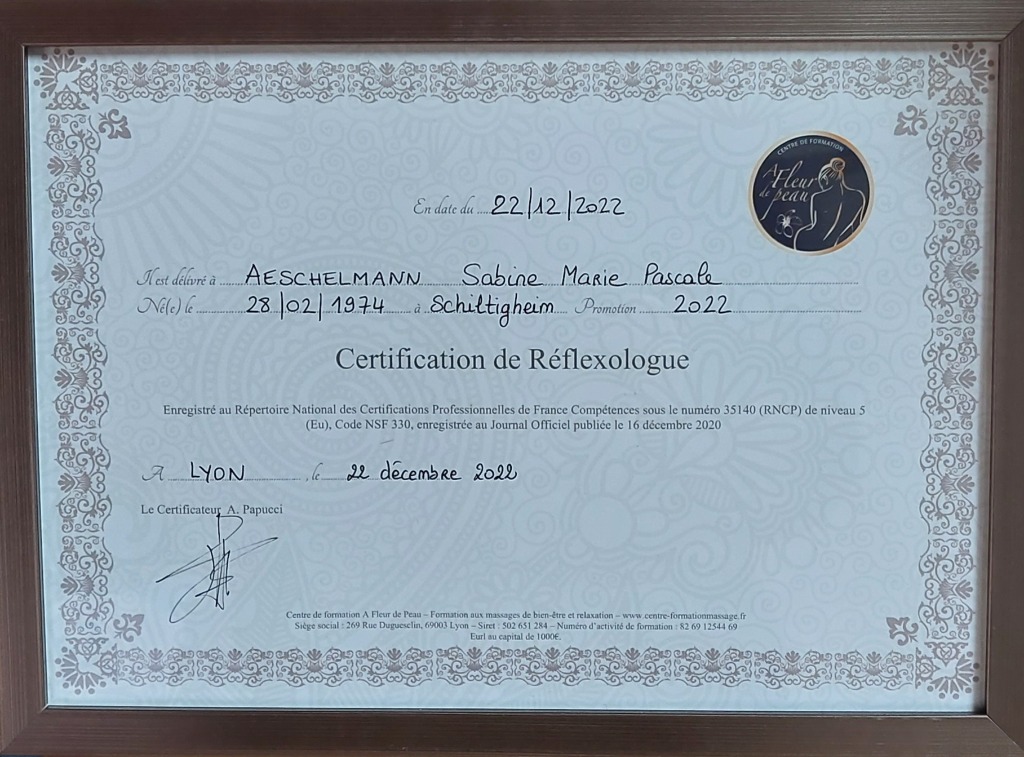 CENTRE DE FORMATION
A Fleur
de peau
En date du 22/12/2022
Il est délivré à AESCHELMANN Sabine Marie Pascale
Né(e) le 28/02/1974 à Schiltigheim Promotion 2022
Certification de Réflexologue
Enregistré au Répertoire National des Certifications Professionnelles de France Compétences sous le numéro 35140 (RNCP) de niveau 5
(Eu), Code NSF 330, enregistrée au Journal Officiel publiée le 16 décembre 2020
A LYON, le 22 décembre 2022
Le Certificateur A. Papucci
Centre de formation A Fleur de Peau – Formation aux massages de bien-être et relaxation – www.centre-formationmassage.fr
Siège social : 269 Rue Duguesclin, 69003 Lyon – Siret : 502 651 284 – Numéro d'activité de formation : 82 69 12544 69
Eurl au capital de 1000€.